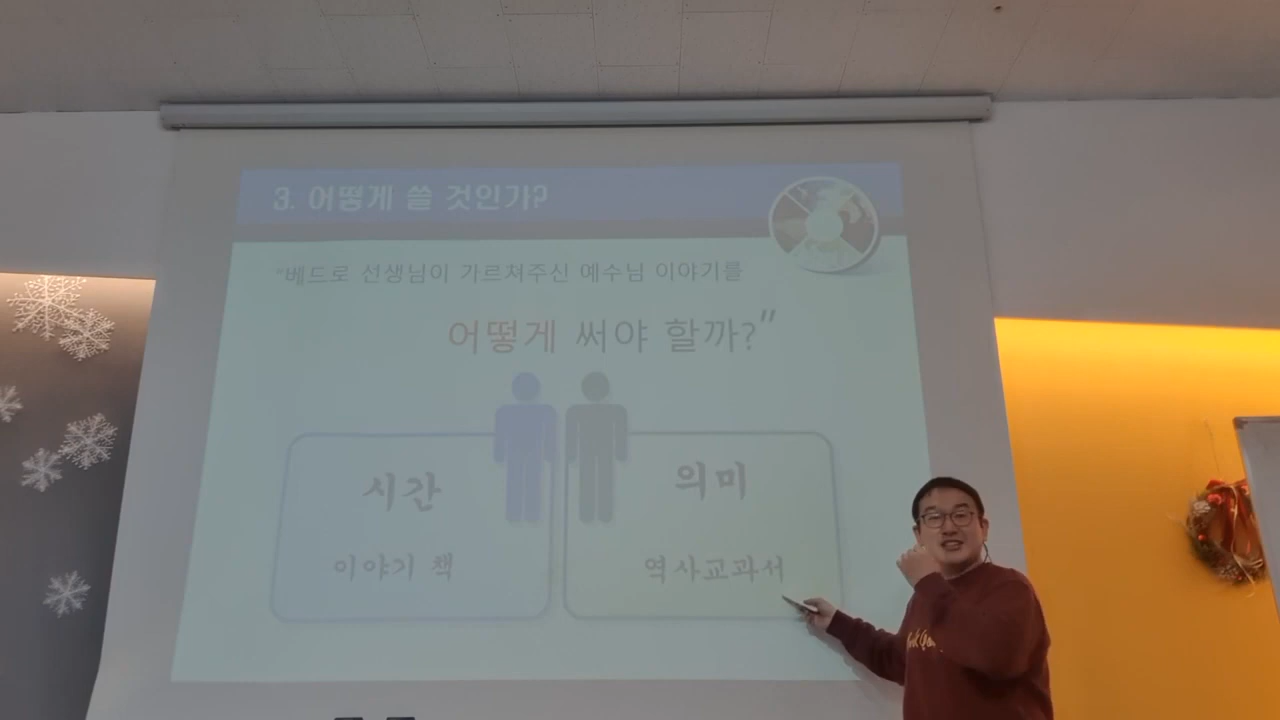 3. 어떻게 쓸 것인가?
“베드로 선생님이 가르쳐주신 예수님 이야기를
어떻게 써야 할까?”
시간
의미
이야기 책
역사교과서